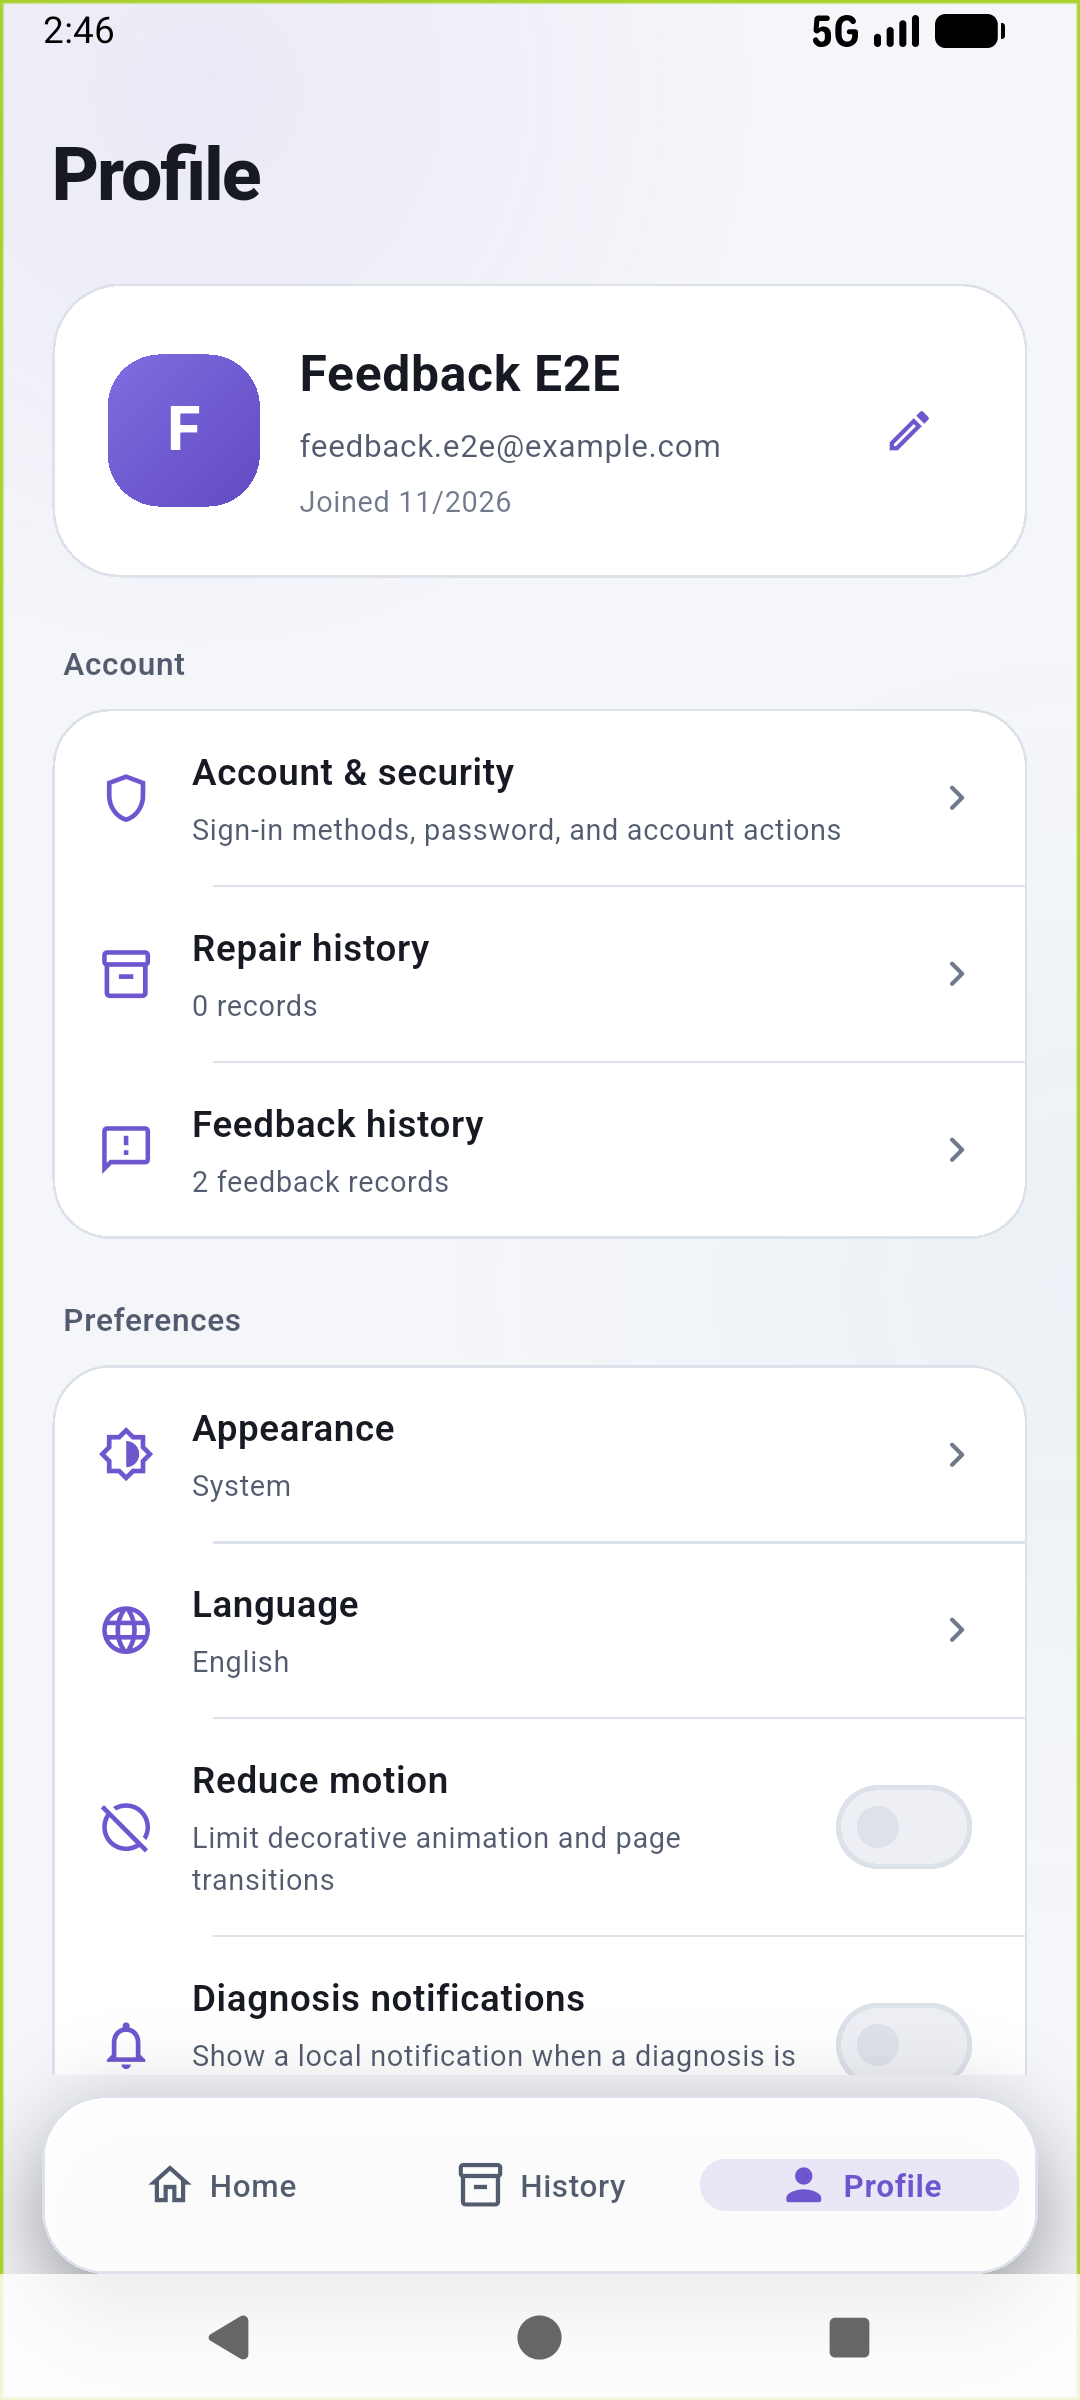 2:46
5G
Profile
F
Feedback E2E
feedback.e2e@example.com
Joined 11/2026
Account
Account & security
Sign-in methods, password, and account actions
Repair history
0 records
Feedback history
2 feedback records
Preferences
Appearance
System
Language
English
Reduce motion
Limit decorative animation and page
transitions
Diagnosis notifications
Show a local notification when a diagnosis is
Home
History
Profile